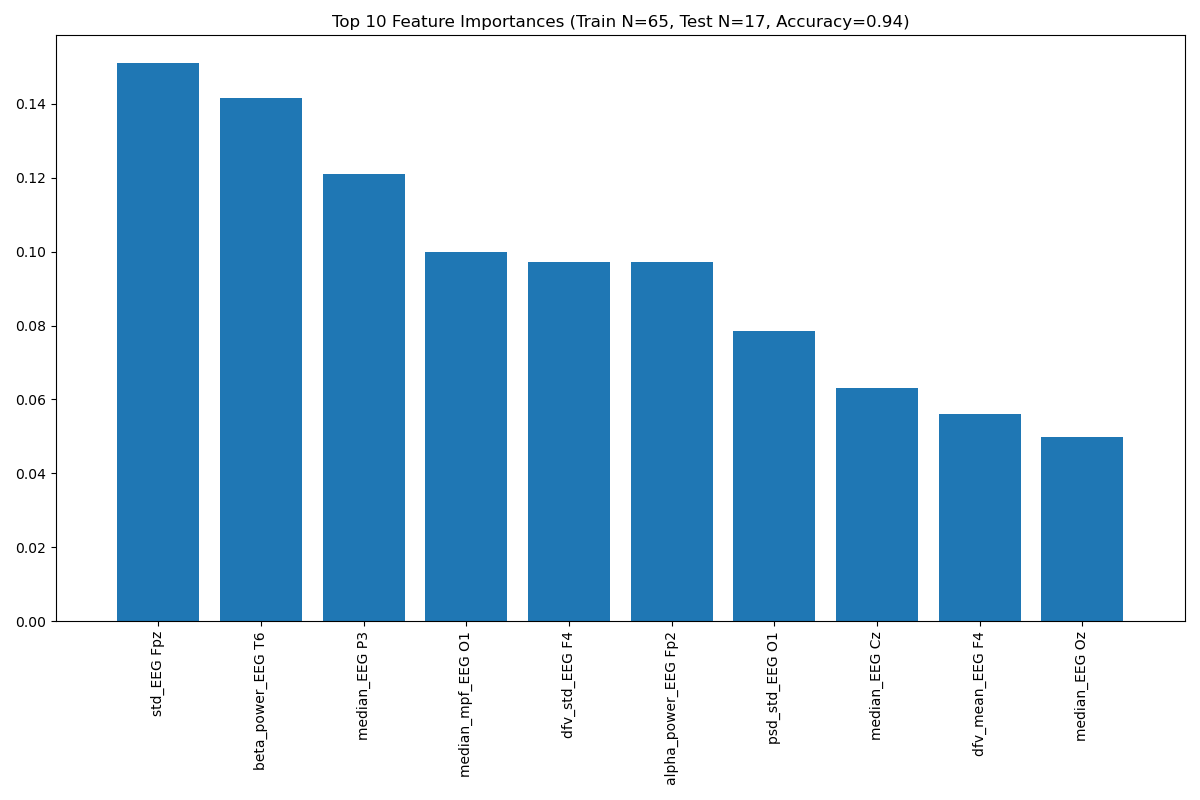 Top 10 Feature Importances (Train N=65, Test N=17, Accuracy=0.94)
0.14
0.12
0.10
0.08
0.06
0.04
0.02
0.00
std_EEG Fpz
beta_power_EEG T6
median_EEG P3
median_mpf_EEG O1
dfv_std_EEG F4
alpha_power_EEG Fp2
psd_std_EEG O1
median_EEG Cz
dfv_mean_EEG F4
median_EEG Oz